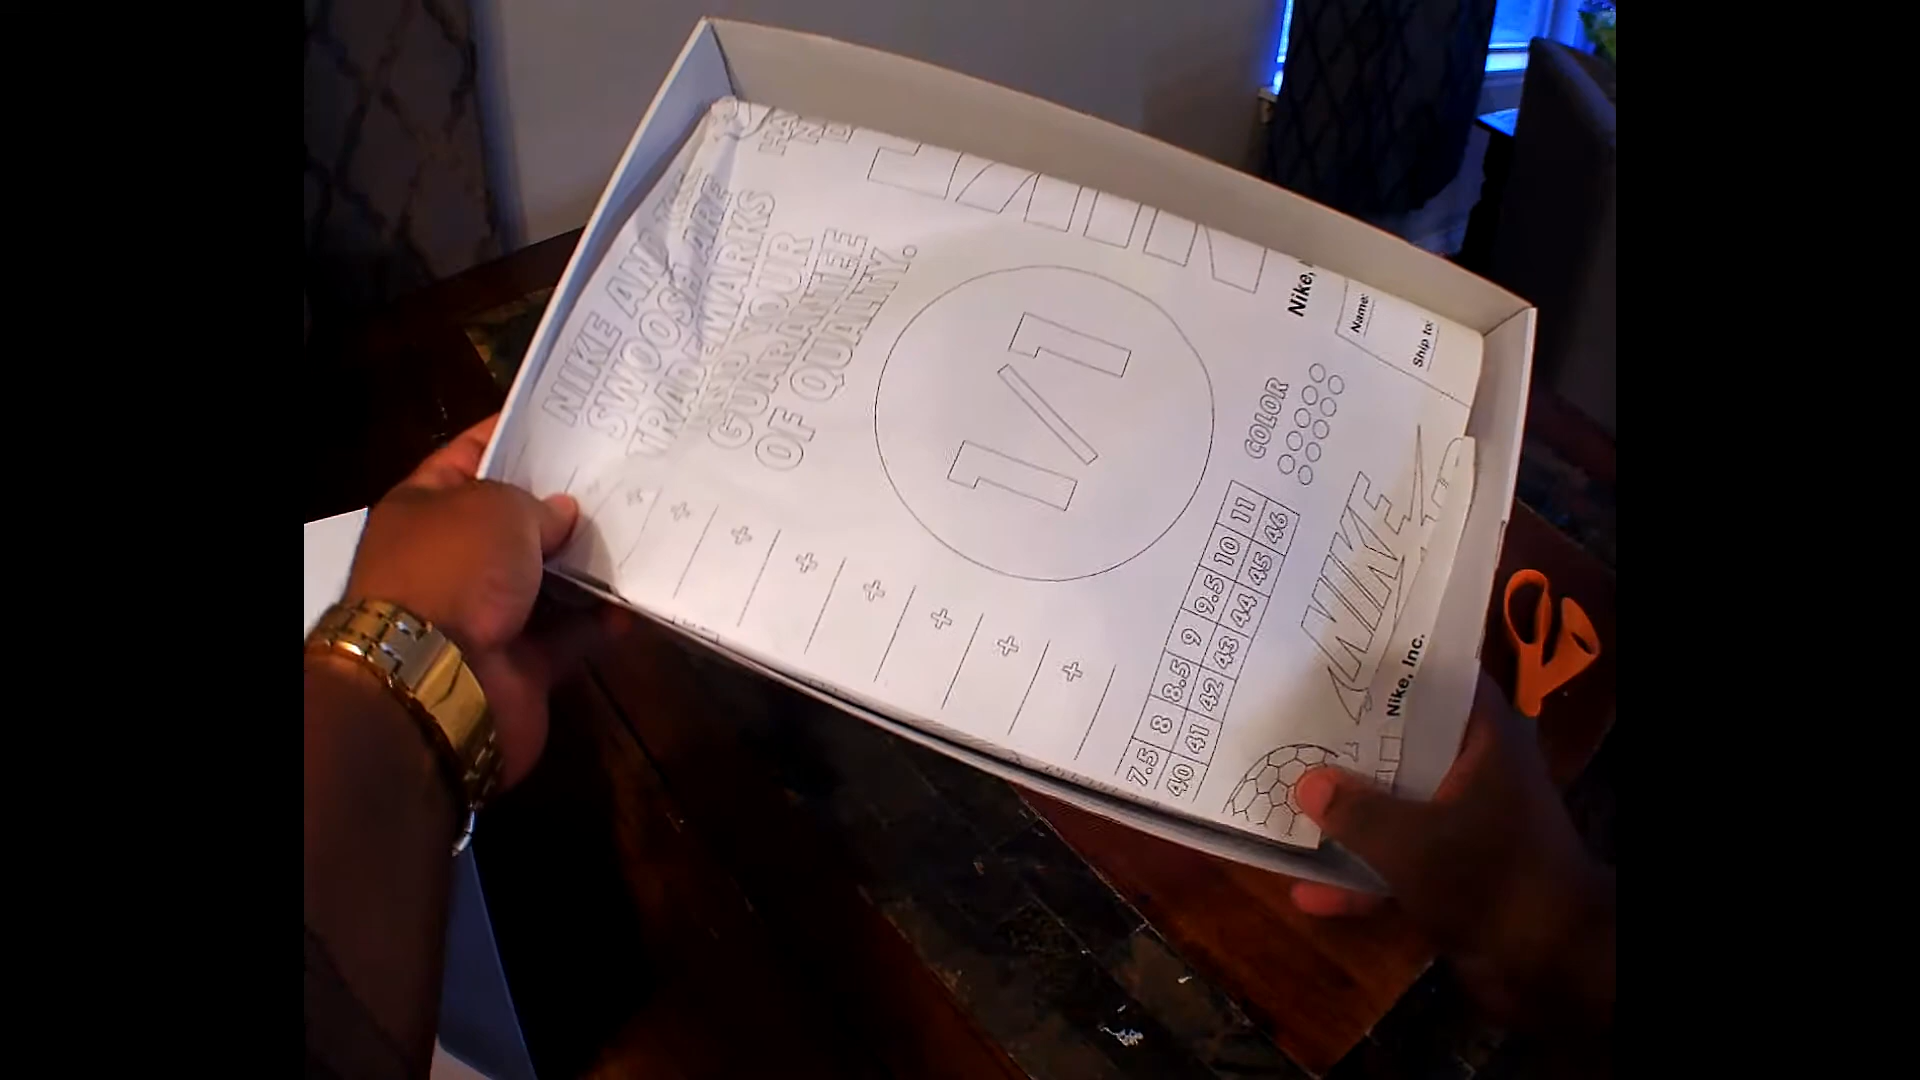 NIKE AND THE
SWOOSH ARE
TRADEMARKS
AND YOUR
GUARANTEE
OF QUALITY.
1/1
Nike,
Name:
Ship to:
COLOR
7.5 8 8.5 9 9.5 10 11
40 41 42 43 44 45 46
NIKE
Nike, Inc.